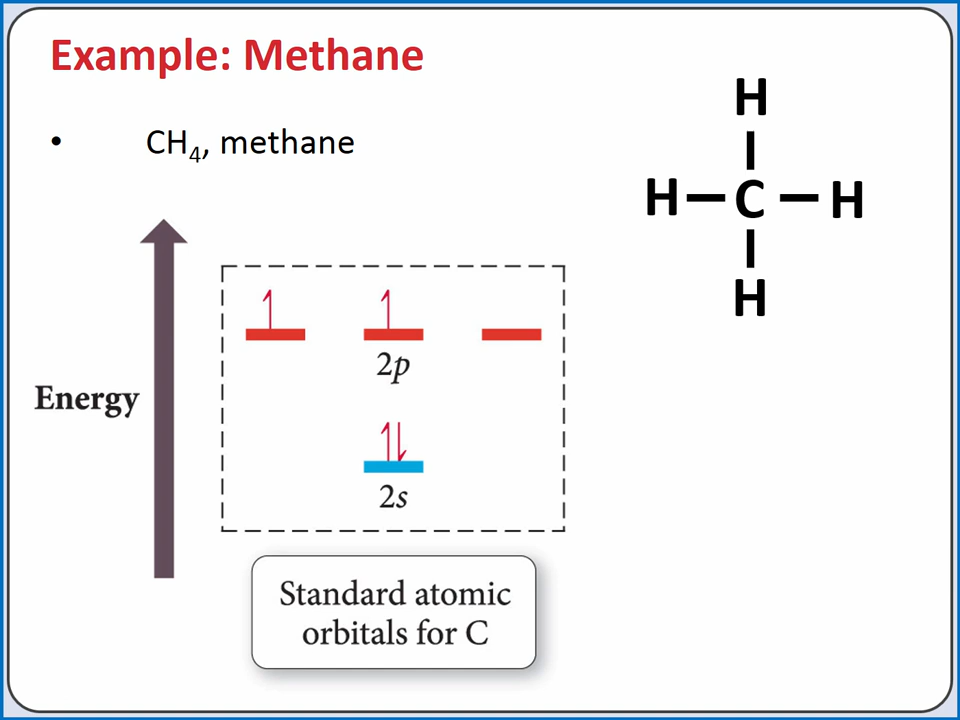 Example: Methane
• CH₄, methane
H
H C H
H
2p
Energy
2s
Standard atomic
orbitals for C